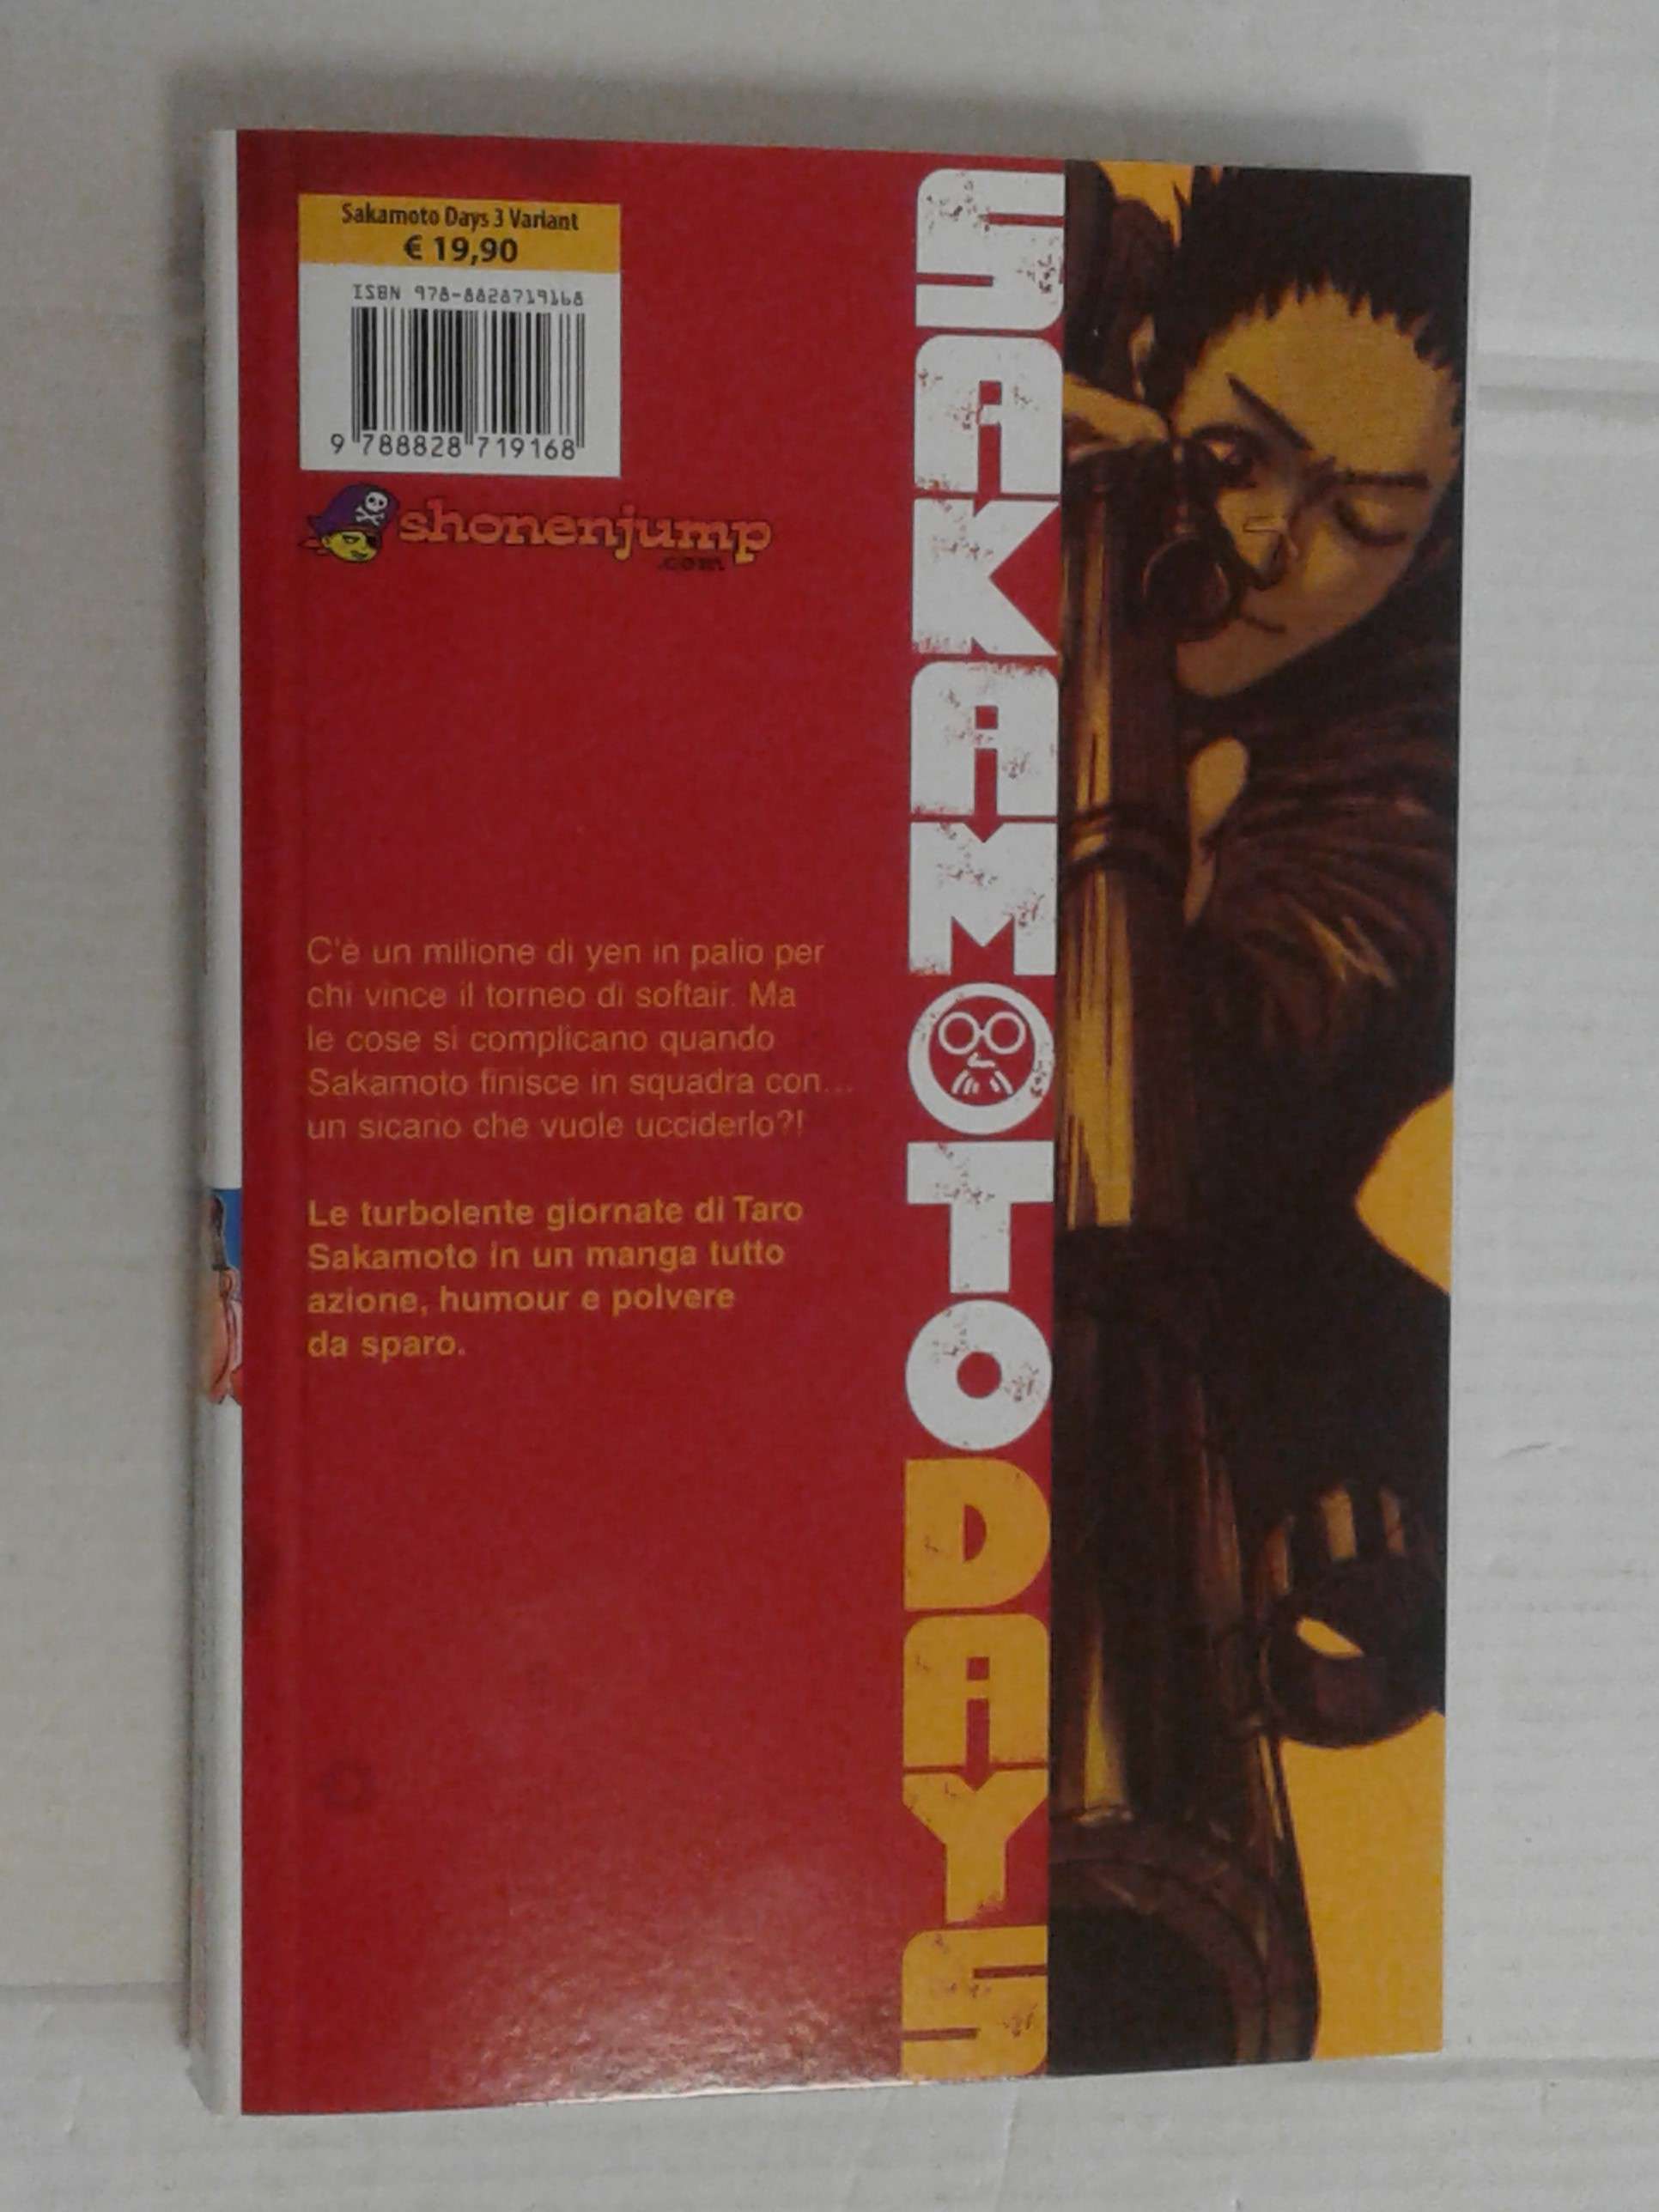 Sakamoto Days 3 Variant
€ 19,90
ISBN 978-8828719168
9 788828 719168
shonenjump
.com
C'è un milione di yen in palio per
chi vince il torneo di softair. Ma
le cose si complicano quando
Sakamoto finisce in squadra con...
un sicario che vuole ucciderlo?!
Le turbolente giornate di Taro
Sakamoto in un manga tutto
azione, humour e polvere
da sparo.
SAKAMOTO DAYS